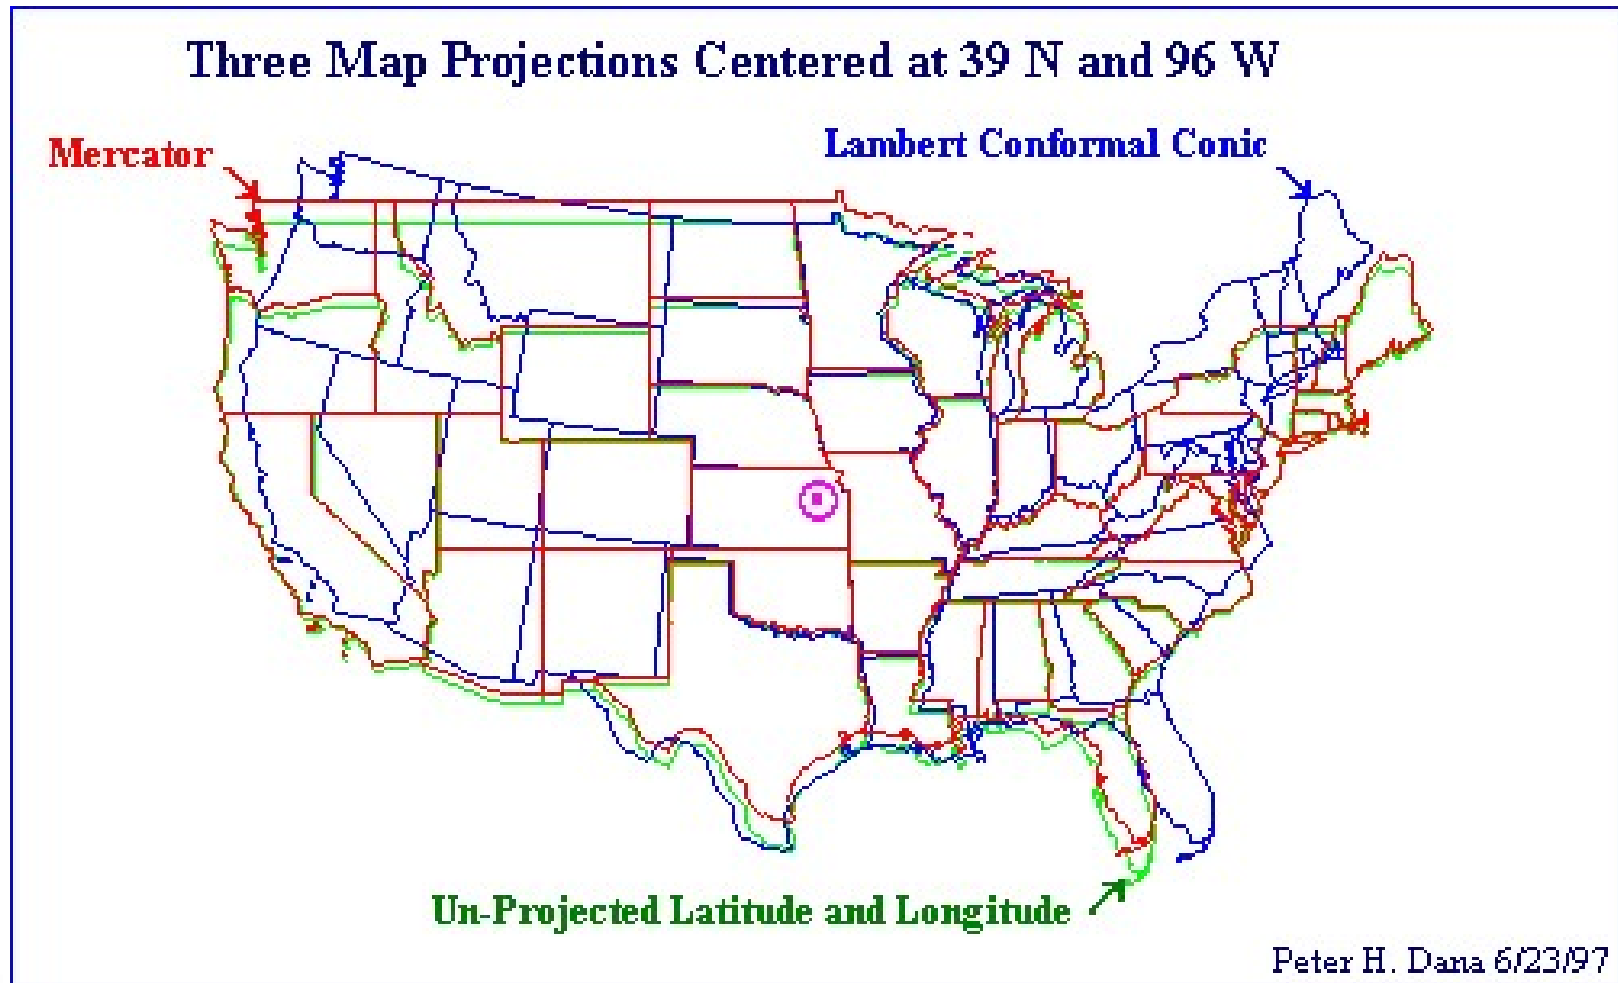 Three Map Projections Centered at 39 N and 96 W
Mercator
Lambert Conformal Conic
Un-Projected Latitude and Longitude
Peter H. Dana 6/23/97